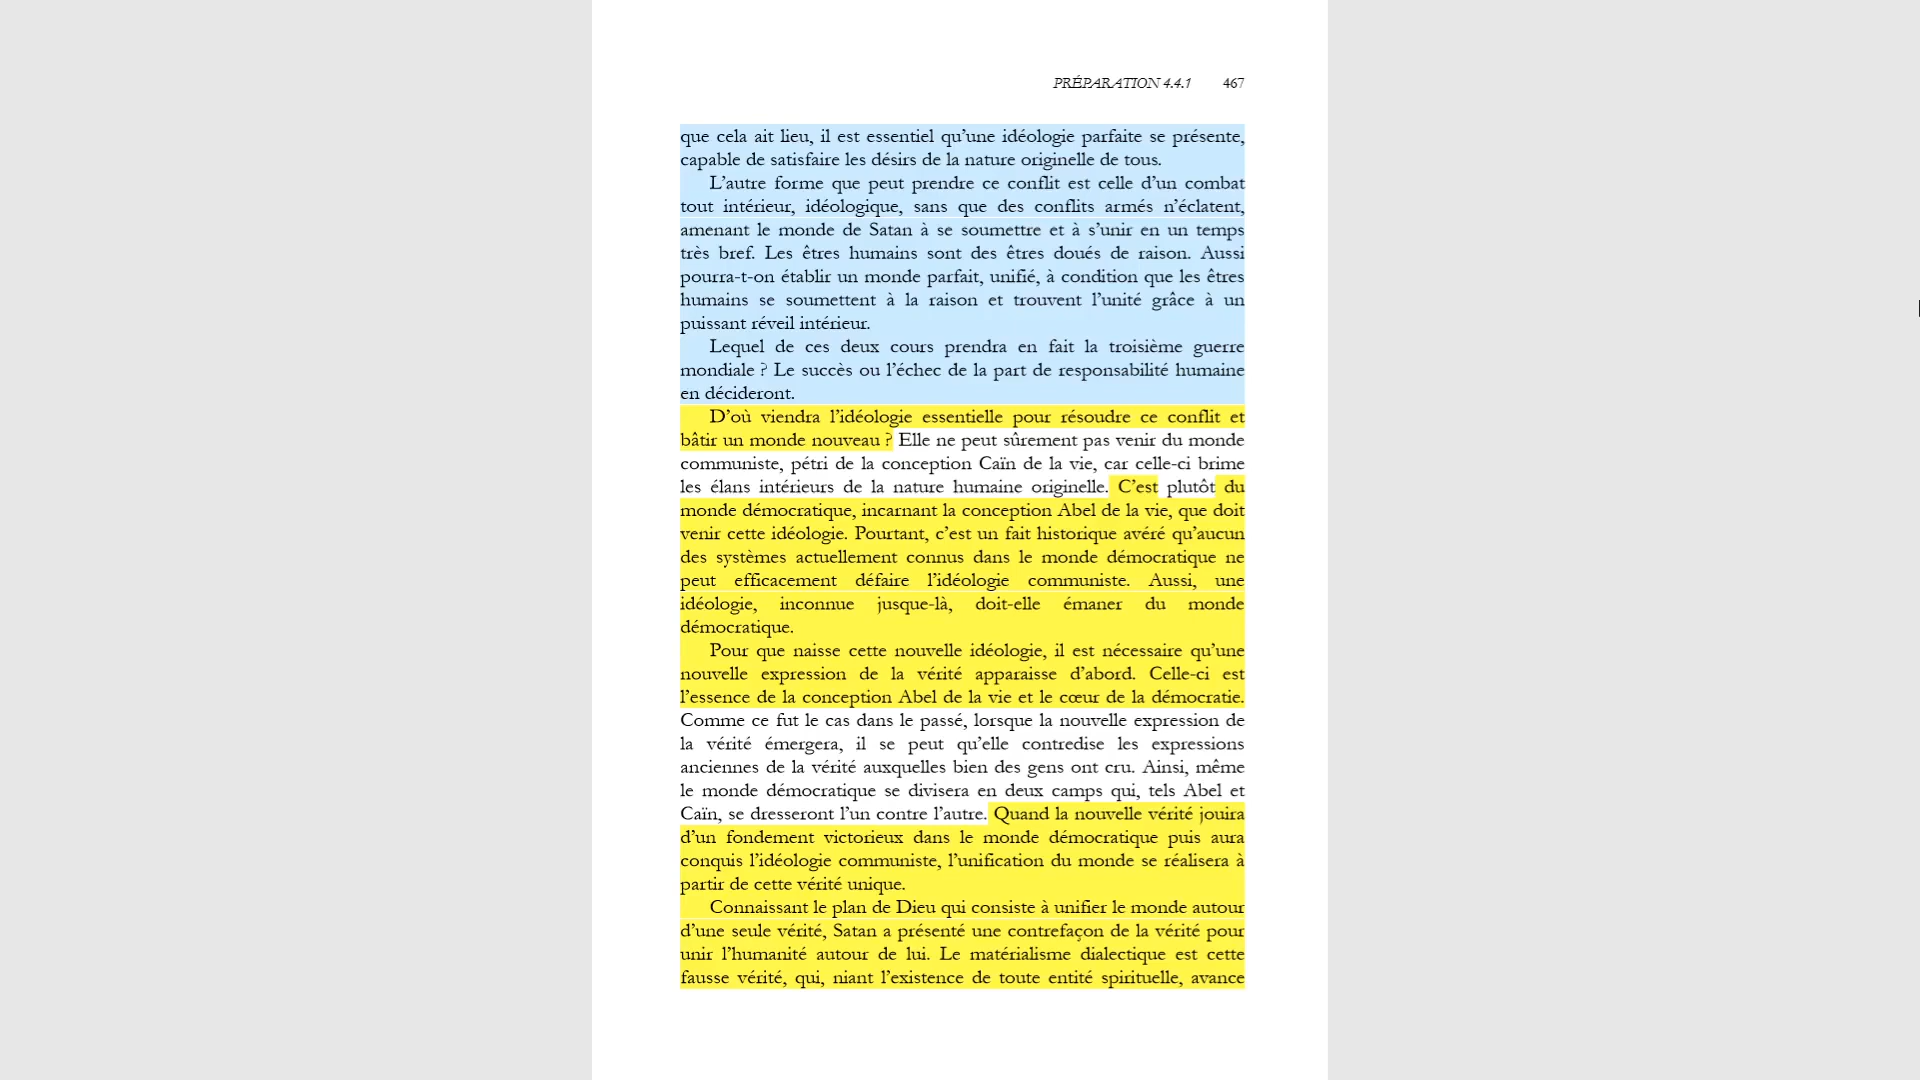 PRÉPARATION 4.4.1 467
que cela ait lieu, il est essentiel qu’une idéologie parfaite se présente,
capable de satisfaire les désirs de la nature originelle de tous.
L’autre forme que peut prendre ce conflit est celle d’un combat
tout intérieur, idéologique, sans que des conflits armés n’éclatent,
amenant le monde de Satan à se soumettre et à s’unir en un temps
très bref. Les êtres humains sont des êtres doués de raison. Aussi
pourra-t-on établir un monde parfait, unifié, à condition que les êtres
humains se soumettent à la raison et trouvent l’unité grâce à un
puissant réveil intérieur.
Lequel de ces deux cours prendra en fait la troisième guerre
mondiale ? Le succès ou l’échec de la part de responsabilité humaine
en décideront.
D’où viendra l’idéologie essentielle pour résoudre ce conflit et
bâtir un monde nouveau ? Elle ne peut sûrement pas venir du monde
communiste, pétri de la conception Caïn de la vie, car celle-ci brime
les élans intérieurs de la nature humaine originelle. C’est plutôt du
monde démocratique, incarnant la conception Abel de la vie, que doit
venir cette idéologie. Pourtant, c’est un fait historique avéré qu’aucun
des systèmes actuellement connus dans le monde démocratique ne
peut efficacement défaire l’idéologie communiste. Aussi, une
idéologie, inconnue jusque-là, doit-elle émaner du monde
démocratique.
Pour que naisse cette nouvelle idéologie, il est nécessaire qu’une
nouvelle expression de la vérité apparaisse d’abord. Celle-ci est
l’essence de la conception Abel de la vie et le cœur de la démocratie.
Comme ce fut le cas dans le passé, lorsque la nouvelle expression de
la vérité émergera, il se peut qu’elle contredise les expressions
anciennes de la vérité auxquelles bien des gens ont cru. Ainsi, même
le monde démocratique se divisera en deux camps qui, tels Abel et
Caïn, se dresseront l’un contre l’autre. Quand la nouvelle vérité jouira
d’un fondement victorieux dans le monde démocratique puis aura
conquis l’idéologie communiste, l’unification du monde se réalisera à
partir de cette vérité unique.
Connaissant le plan de Dieu qui consiste à unifier le monde autour
d’une seule vérité, Satan a présenté une contrefaçon de la vérité pour
unir l’humanité autour de lui. Le matérialisme dialectique est cette
fausse vérité, qui, niant l’existence de toute entité spirituelle, avance